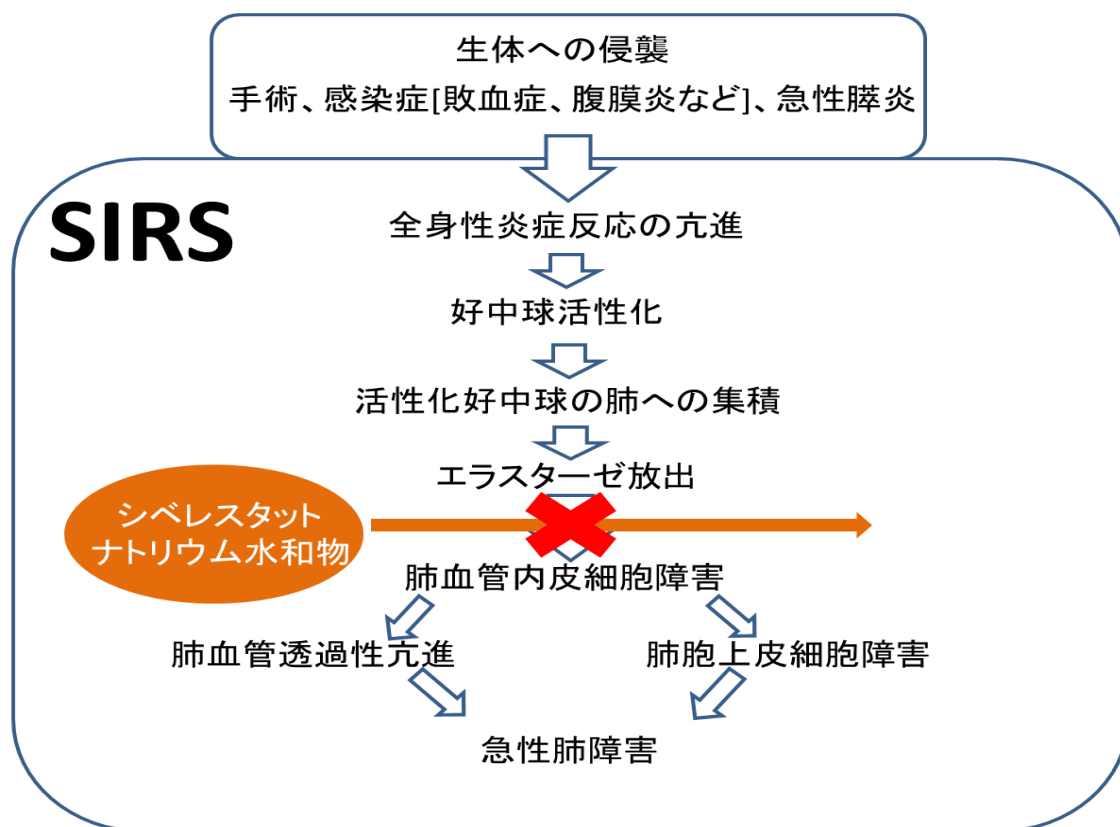 生体への侵襲
手術、感染症[敗血症、腹膜炎など]、急性膵炎
SIRS
全身性炎症反応の亢進
好中球活性化
活性化好中球の肺への集積
エラスターゼ放出
シベレスタット
ナトリウム水和物
肺血管内皮細胞障害
肺血管透過性亢進
肺胞上皮細胞障害
急性肺障害